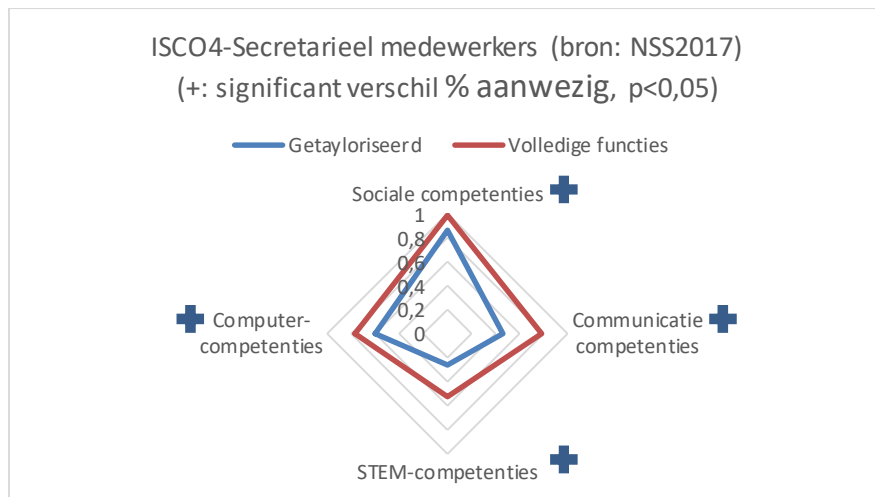 ISCO4-Secretarieel medewerkers (bron: NSS2017)
(+: significant verschil % aanwezig, p<0,05)
Getayloriseerd Volledige functies
Sociale competenties
1
0,8
0,6
0,4
0,2
0
Computer-
competenties
Communicatie
competenties
STEM-competenties